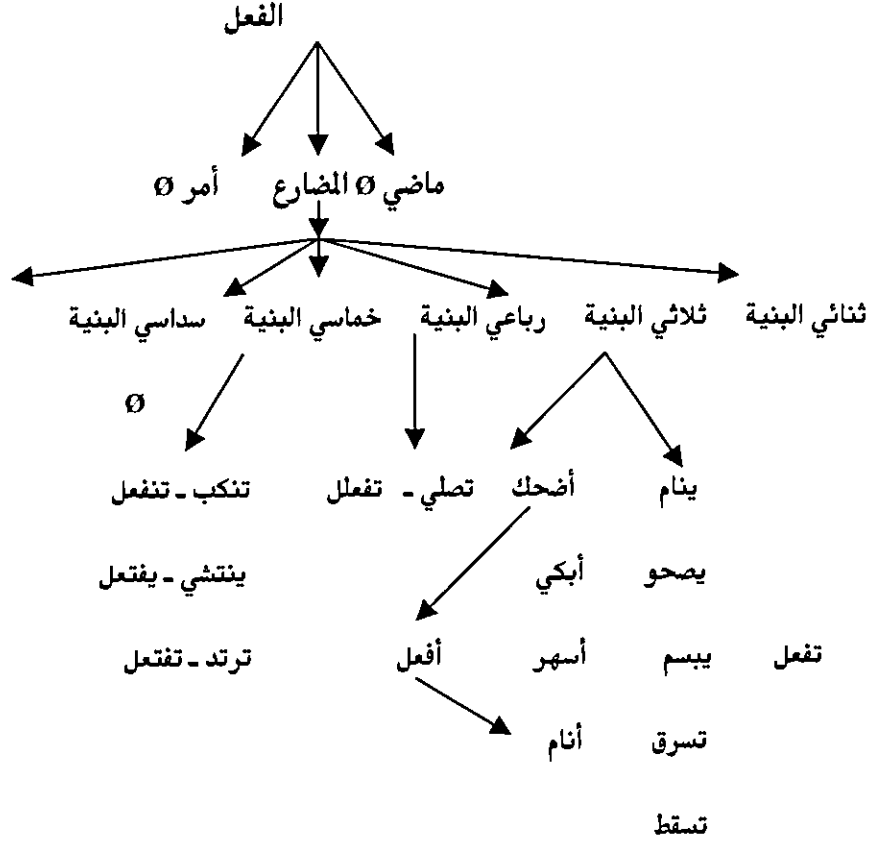 الفعل
ماضي Ø المضارع أمر Ø
ثنائي البنية ثلاثي البنية رباعي البنية خماسي البنية سداسي البنية
Ø
ينام أضحك تصلي - تفعلل تنكب - تنفعل
يصحو أبكي ينتشي - يفتعل
تفعل يبسم أسهر أفعل ترتد - تفتعل
تسرق أنام
تسقط